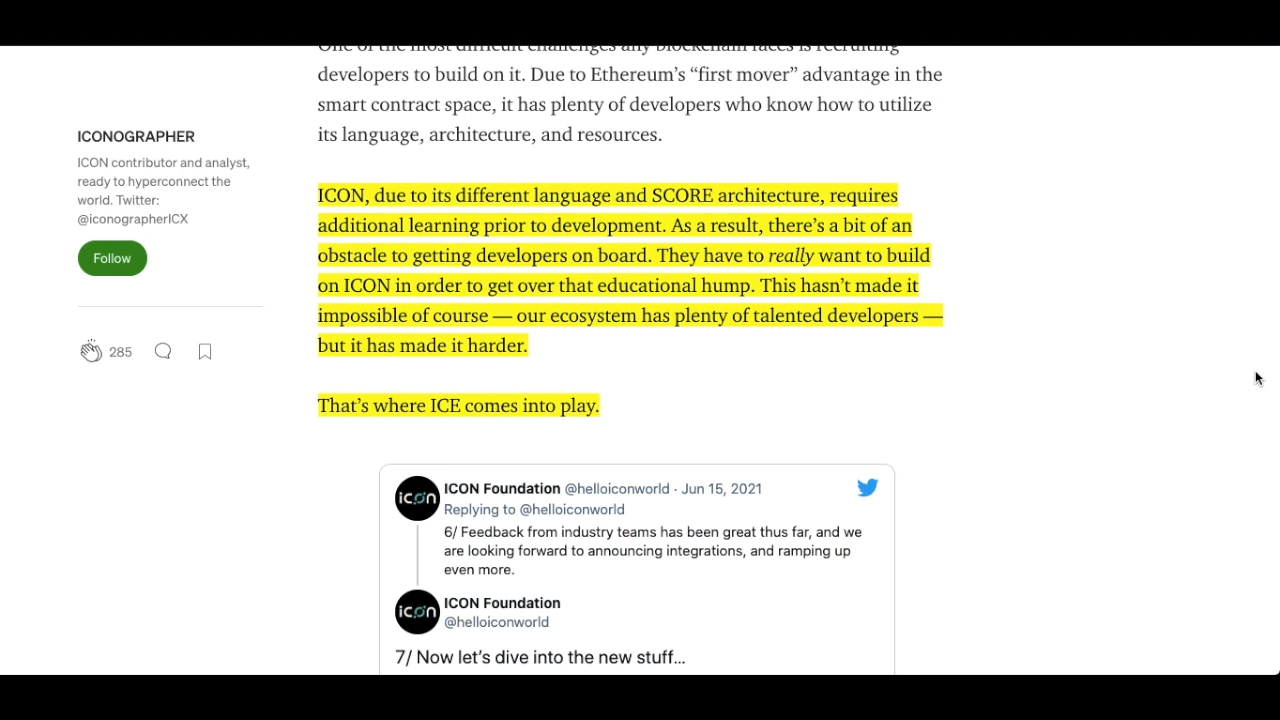 One of the most difficult challenges any blockchain faces is recruiting
developers to build on it. Due to Ethereum’s “first mover” advantage in the
smart contract space, it has plenty of developers who know how to utilize
its language, architecture, and resources.
ICONOGRAPHER
ICON contributor and analyst,
ready to hyperconnect the
world. Twitter:
@iconographerICX
Follow
285
ICON, due to its different language and SCORE architecture, requires
additional learning prior to development. As a result, there’s a bit of an
obstacle to getting developers on board. They have to really want to build
on ICON in order to get over that educational hump. This hasn’t made it
impossible of course — our ecosystem has plenty of talented developers —
but it has made it harder.
That’s where ICE comes into play.
icon
ICON Foundation @helloiconworld · Jun 15, 2021
Replying to @helloiconworld
6/ Feedback from industry teams has been great thus far, and we
are looking forward to announcing integrations, and ramping up
even more.
icon
ICON Foundation
@helloiconworld
7/ Now let’s dive into the new stuff...